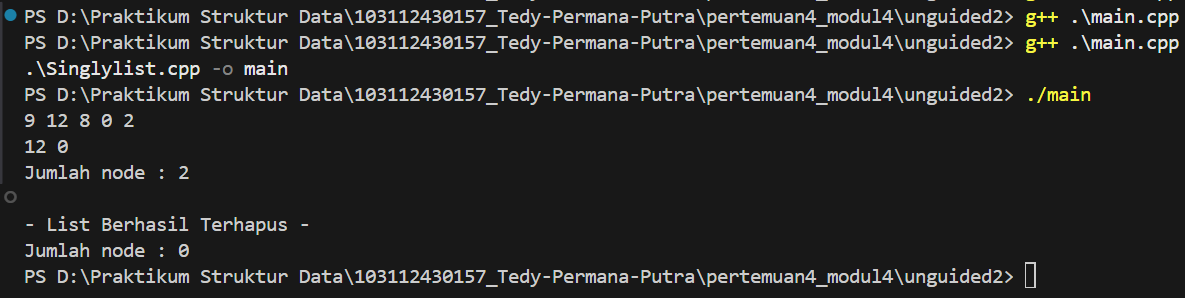 PS D:\Praktikum Struktur Data\103112430157_Tedy-Permana-Putra\pertemuan4_modul4\unguided2> g++ .\main.cpp
PS D:\Praktikum Struktur Data\103112430157_Tedy-Permana-Putra\pertemuan4_modul4\unguided2> g++ .\main.cpp
.\Singlylist.cpp -o main
PS D:\Praktikum Struktur Data\103112430157_Tedy-Permana-Putra\pertemuan4_modul4\unguided2> ./main
9 12 8 0 2
12 0
Jumlah node : 2
- List Berhasil Terhapus -
Jumlah node : 0
PS D:\Praktikum Struktur Data\103112430157_Tedy-Permana-Putra\pertemuan4_modul4\unguided2>